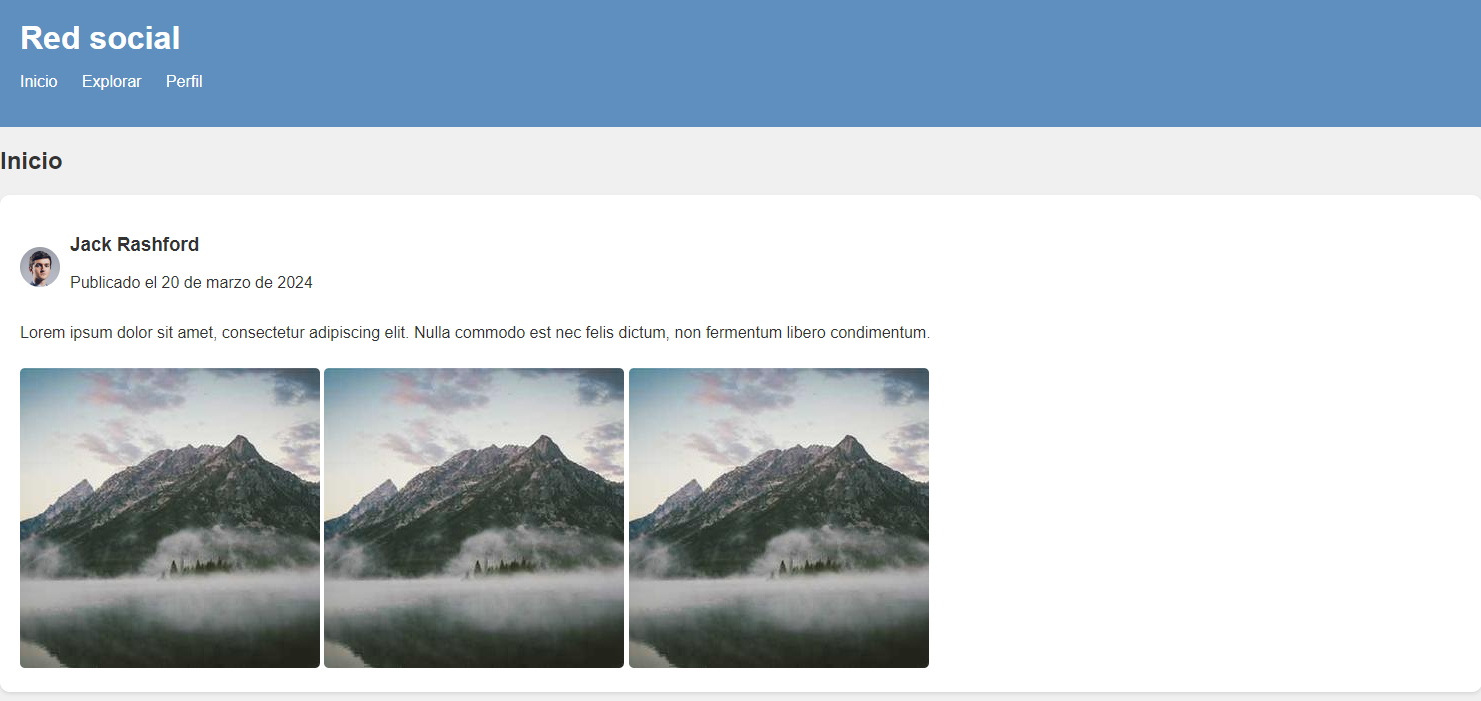 Red social
Inicio Explorar Perfil
Inicio
Jack Rashford
Publicado el 20 de marzo de 2024
Lorem ipsum dolor sit amet, consectetur adipiscing elit. Nulla commodo est nec felis dictum, non fermentum libero condimentum.